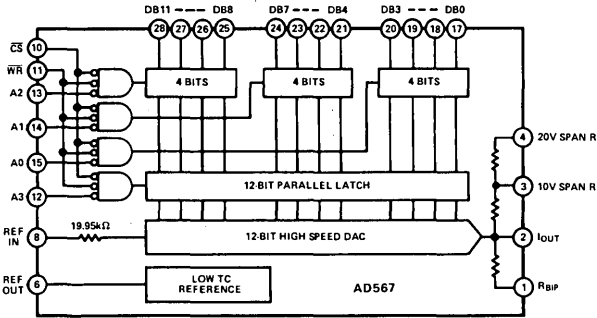 DB11 ---- DB8 DB7 --- DB4 DB3 ---- DB0
28 27 26 25 24 23 22 21 20 19 18 17
CS 10
WR 11
A2 13
A1 14
A0 15
A3 12
4 BITS 4 BITS 4 BITS
4 20V SPAN R
3 10V SPAN R
12-BIT PARALLEL LATCH
REF IN 8 19.95kΩ
12-BIT HIGH SPEED DAC
2 IOUT
REF OUT 6
LOW TC
REFERENCE
AD567
1 RBIP